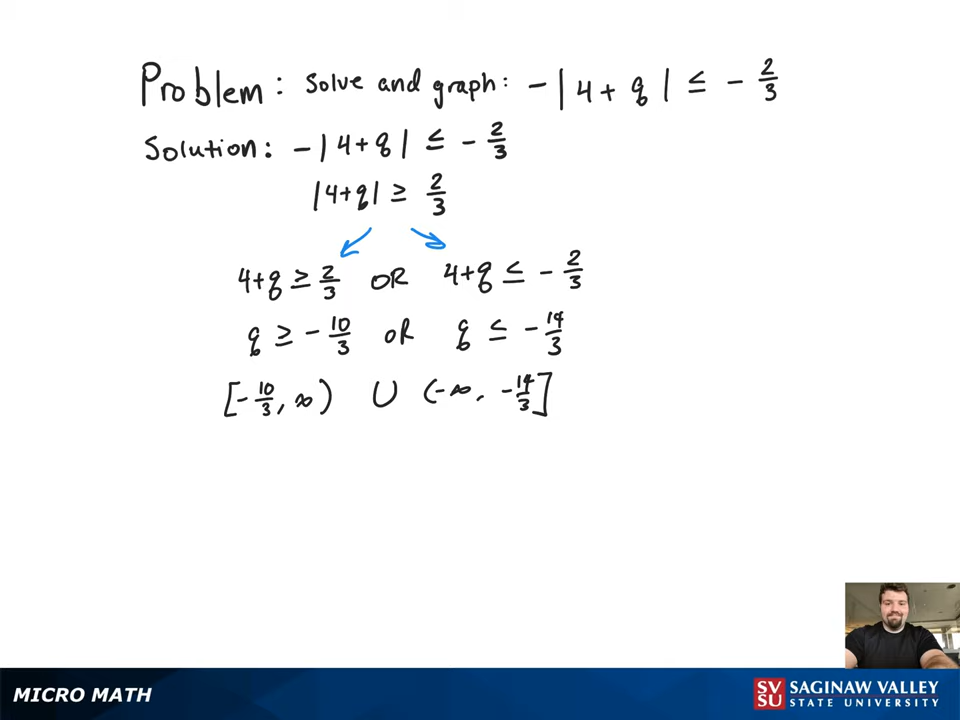 Problem: Solve and graph: -|4+q| ≤ -2/3
Solution: -|4+q| ≤ -2/3
|4+q| ≥ 2/3
4+q ≥ 2/3 OR 4+q ≤ -2/3
q ≥ -10/3 OR q ≤ -14/3
[-10/3, ∞) ∪ (-∞, -14/3]
MICRO MATH
SV
SU
SAGINAW VALLEY
STATE UNIVERSITY